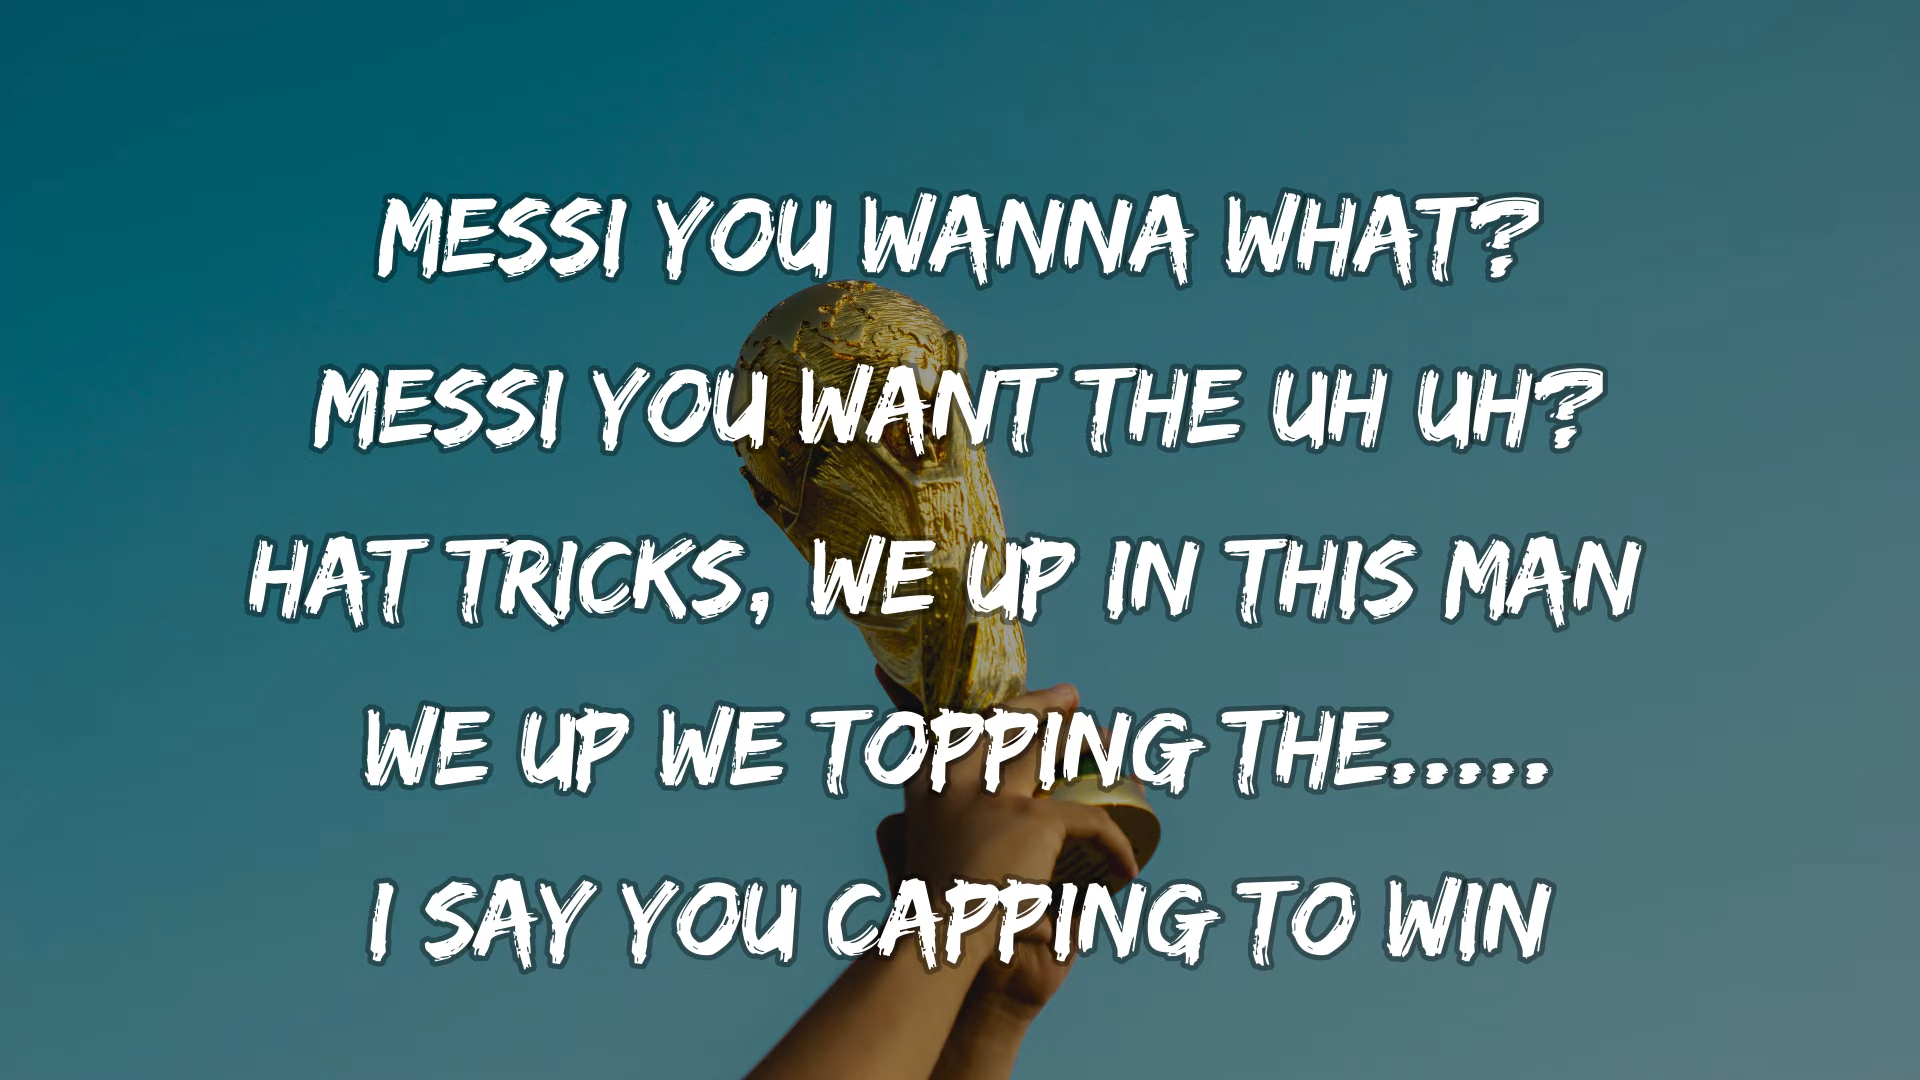 MESSI YOU WANNA WHAT?
MESSI YOU WANT THE UH UH?
HAT TRICKS, WE UP IN THIS MAN
WE UP WE TOPPING THE.....
I SAY YOU CAPPING TO WIN